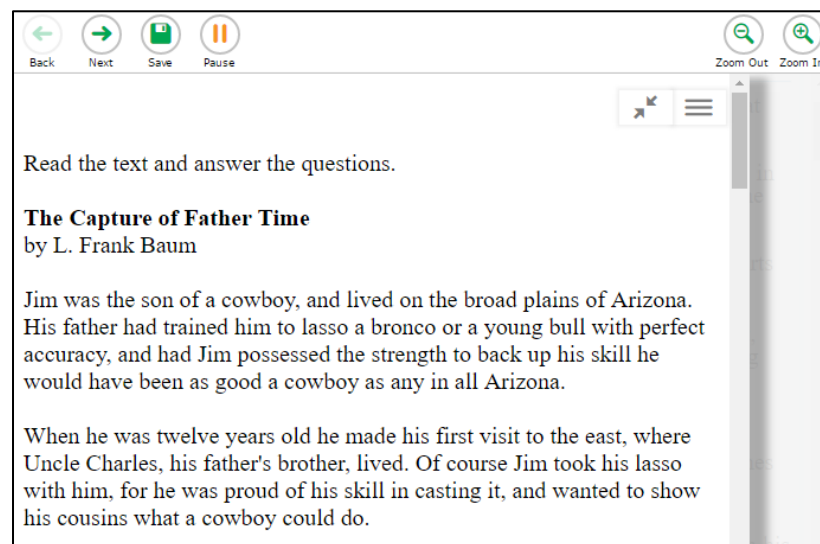 Back Next Save Pause Zoom Out Zoom
Read the text and answer the questions.
The Capture of Father Time
by L. Frank Baum
Jim was the son of a cowboy, and lived on the broad plains of Arizona.
His father had trained him to lasso a bronco or a young bull with perfect
accuracy, and had Jim possessed the strength to back up his skill he
would have been as good a cowboy as any in all Arizona.
When he was twelve years old he made his first visit to the east, where
Uncle Charles, his father's brother, lived. Of course Jim took his lasso
with him, for he was proud of his skill in casting it, and wanted to show
his cousins what a cowboy could do.